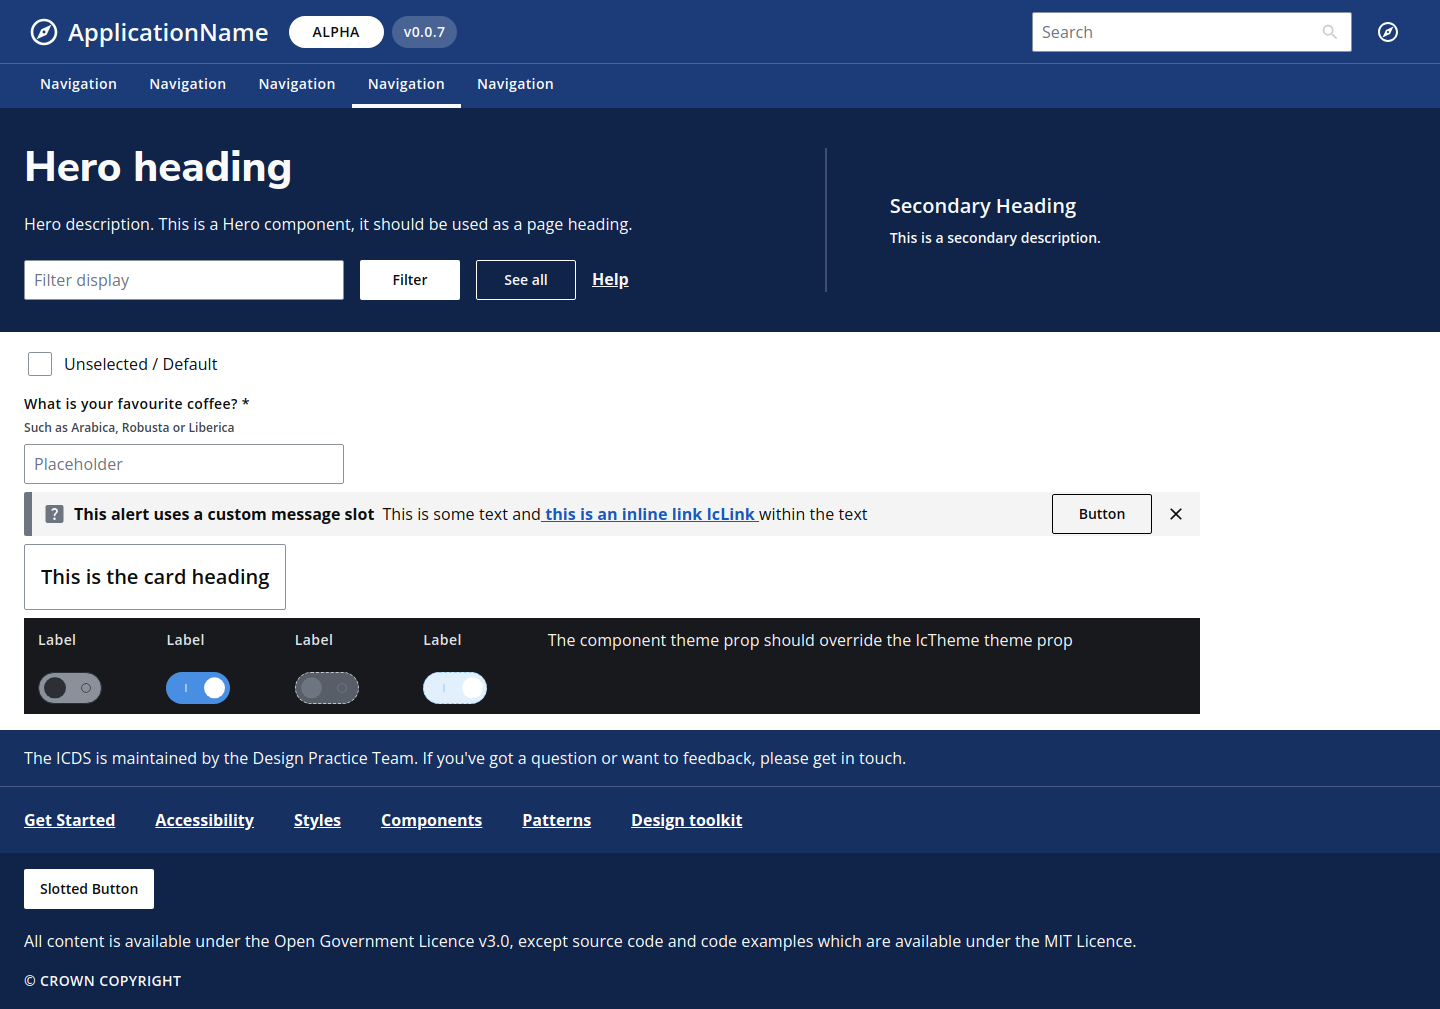 ApplicationName ALPHA v0.0.7 Search
Navigation Navigation Navigation Navigation Navigation
Hero heading
Hero description. This is a Hero component, it should be used as a page heading.
Filter display Filter See all Help
Secondary Heading
This is a secondary description.
Unselected / Default
What is your favourite coffee? *
Such as Arabica, Robusta or Liberica
Placeholder
This alert uses a custom message slot This is some text and this is an inline link IcLink within the text Button
This is the card heading
Label Label Label Label The component theme prop should override the IcTheme theme prop
The ICDS is maintained by the Design Practice Team. If you've got a question or want to feedback, please get in touch.
Get Started Accessibility Styles Components Patterns Design toolkit
Slotted Button
All content is available under the Open Government Licence v3.0, except source code and code examples which are available under the MIT Licence.
© CROWN COPYRIGHT